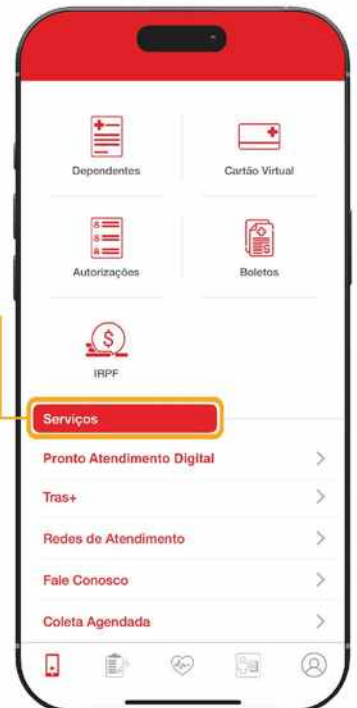 Dependentes
Cartão Virtual
Autorizações
Boletos
IRPF
Serviços
Pronto Atendimento Digital
Tras+
Redes de Atendimento
Fale Conosco
Coleta Agendada